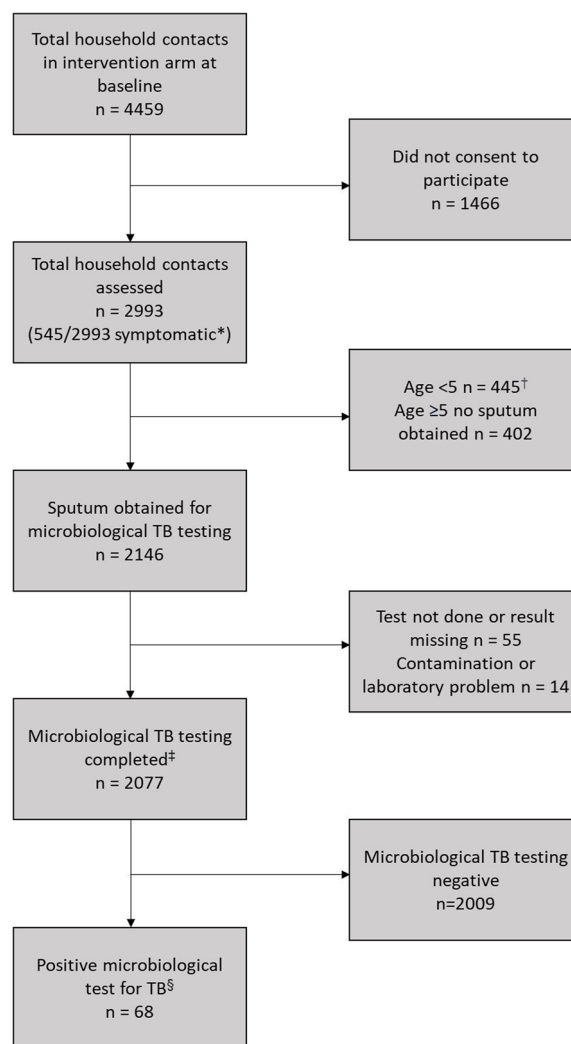 Total household contacts
in intervention arm at
baseline
n = 4459
Did not consent to
participate
n = 1466
Total household contacts
assessed
n = 2993
(545/2993 symptomatic*)
Age <5 n = 445†
Age ≥5 no sputum
obtained n = 402
Sputum obtained for
microbiological TB testing
n = 2146
Test not done or result
missing n = 55
Contamination or
laboratory problem n = 14
Microbiological TB testing
completed‡
n = 2077
Microbiological TB testing
negative
n=2009
Positive microbiological
test for TB§
n = 68